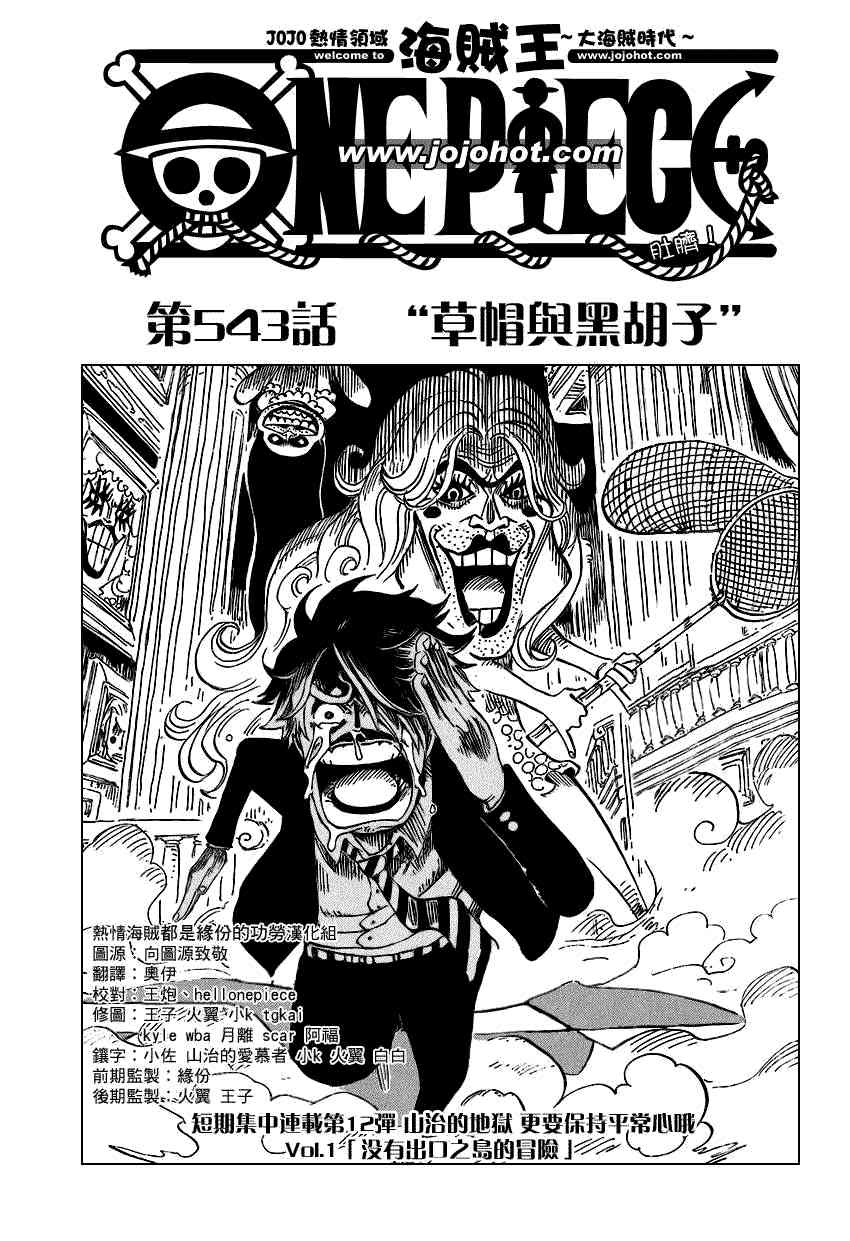 JOJO熱情領域 海賊王 ~大海賊時代~
welcome to www.jojohot.com
ONE PIECE
www.jojohot.com
肚臍!
第543話 “草帽與黑胡子”
熱情海賊都是緣份的功勞漢化組
圖源:向圖源致敬
翻譯:奧伊
校對:王炮、hellonepiece
修圖:王子 火翼 小k tgkai
kyle wba 月離 scar 阿福
鑲字:小佐 山治的愛慕者 小k 火翼 白白
前期監製:緣份
後期監製:火翼 王子
短期集中連載第12彈 山治的地獄 更要保持平常心哦
Vol.1「没有出口之島的冒險」